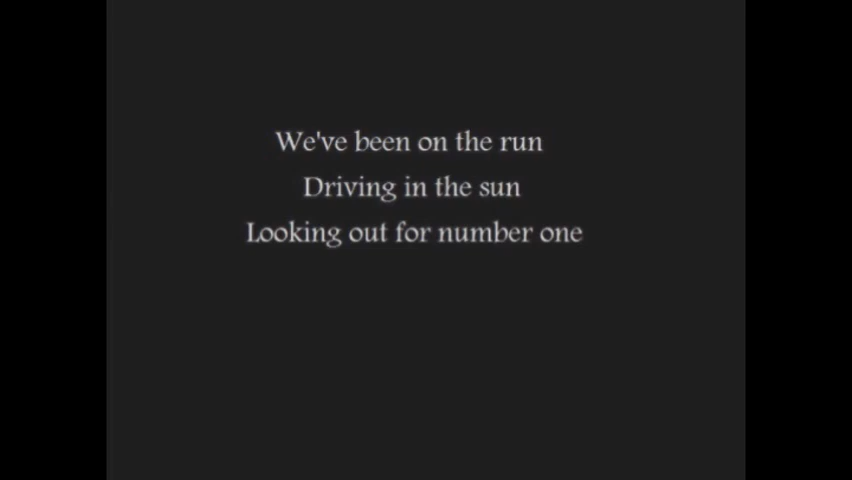 We've been on the run
Driving in the sun
Looking out for number one